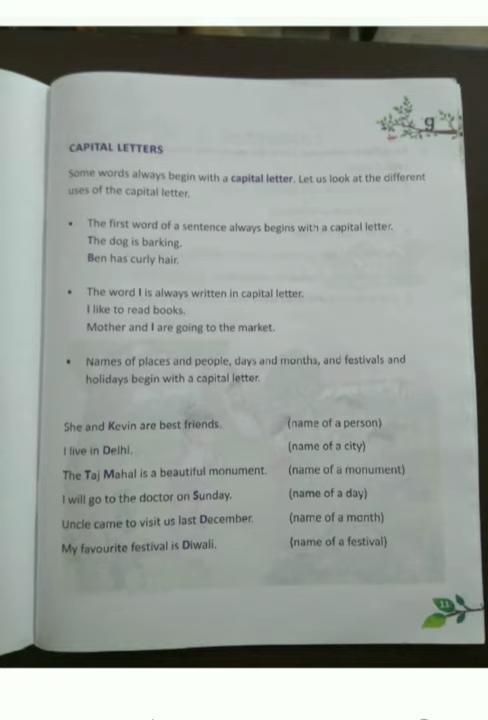 g
CAPITAL LETTERS
Some words always begin with a capital letter. Let us look at the different
uses of the capital letter.
• The first word of a sentence always begins with a capital letter.
The dog is barking.
Ben has curly hair.
• The word I is always written in capital letter.
I like to read books.
Mother and I are going to the market.
• Names of places and people, days and months, and festivals and
holidays begin with a capital letter.
She and Kevin are best friends. (name of a person)
I live in Delhi. (name of a city)
The Taj Mahal is a beautiful monument. (name of a monument)
I will go to the doctor on Sunday. (name of a day)
Uncle came to visit us last December. (name of a month)
My favourite festival is Diwali. (name of a festival)
11